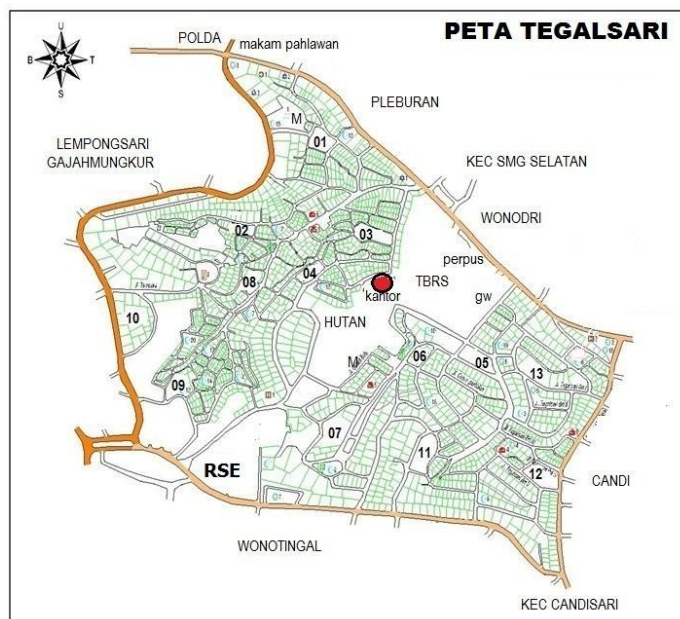 PETA TEGALSARI
U
B
T
S
POLDA
makam pahlawan
PLEBURAN
M
01
LEMPONGSARI
GAJAHMUNGKUR
KEC SMG SELATAN
WONODRI
02
03
perpus
04
08
TBRS
kantor
gw
10
HUTAN
M
06
05
13
09
07
11
12
RSE
CANDI
WONOTINGAL
KEC CANDISARI